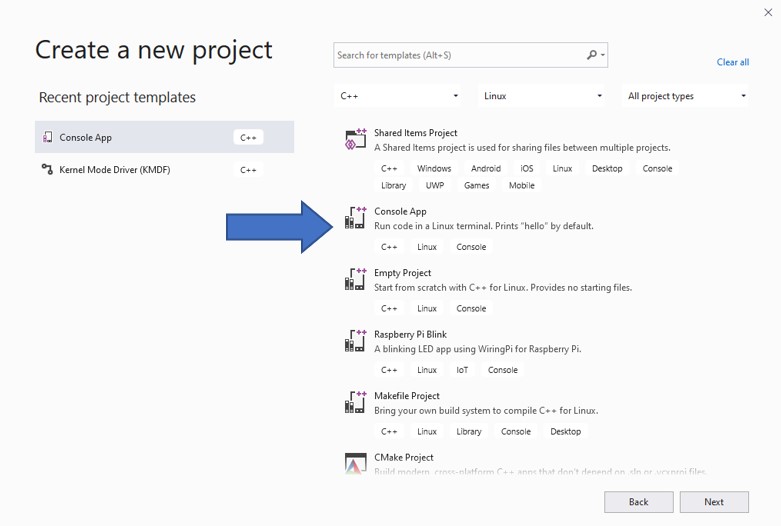 Create a new project
Search for templates (Alt+S)
Clear all
Recent project templates
C++
Linux
All project types
Console App
C++
Kernel Mode Driver (KMDF)
C++
Shared Items Project
A Shared Items project is used for sharing files between multiple projects.
C++ Windows Android iOS Linux Desktop Console
Library UWP Games Mobile
Console App
Run code in a Linux terminal. Prints "hello" by default.
C++ Linux Console
Empty Project
Start from scratch with C++ for Linux. Provides no starting files.
C++ Linux Console
Raspberry Pi Blink
A blinking LED app using WiringPi for Raspberry Pi.
C++ Linux IoT Console
Makefile Project
Bring your own build system to compile C++ for Linux.
C++ Linux Library Console Desktop
CMake Project
Build modern, cross-platform C++ apps that don't depend on .sln or .vcxproj files.
Back
Next